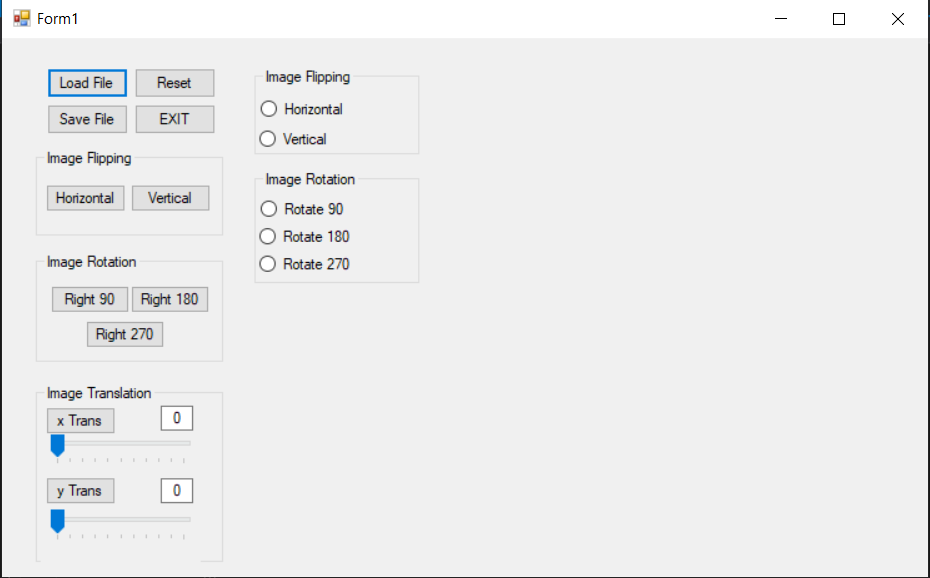 Form1
Load File
Reset
Save File
EXIT
Image Flipping
Horizontal
Vertical
Image Rotation
Right 90
Right 180
Right 270
Image Translation
x Trans
0
y Trans
0
Image Flipping
Horizontal
Vertical
Image Rotation
Rotate 90
Rotate 180
Rotate 270